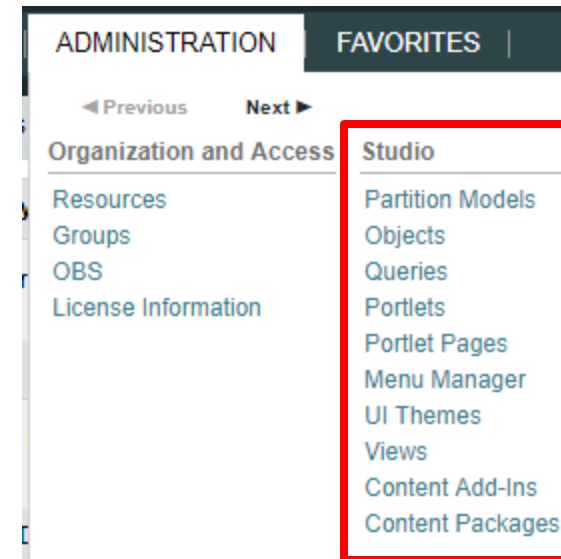 ADMINISTRATION
FAVORITES |
◄ Previous Next ►
Organization and Access
Resources
Groups
OBS
License Information
Studio
Partition Models
Objects
Queries
Portlets
Portlet Pages
Menu Manager
UI Themes
Views
Content Add-Ins
Content Packages